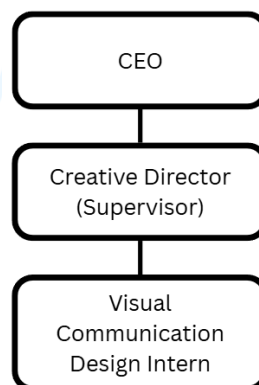 CEO
Creative Director
(Supervisor)
Visual
Communication
Design Intern